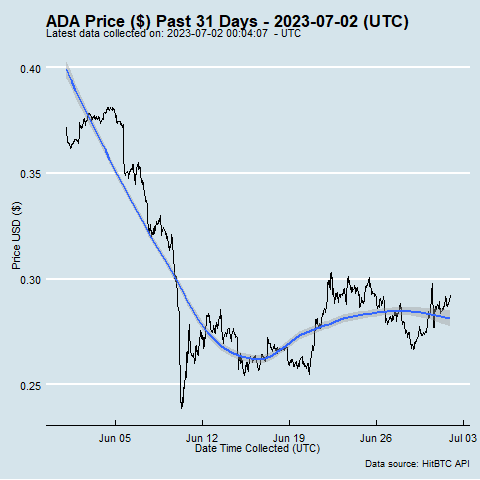 ADA Price ($) Past 31 Days - 2023-07-02 (UTC)
Latest data collected on: 2023-07-02 00:04:07 - UTC
0.40
0.35
0.30
0.25
Price USD ($)
Jun 05
Jun 12
Jun 19
Jun 26
Jul 03
Date Time Collected (UTC)
Data source: HitBTC API